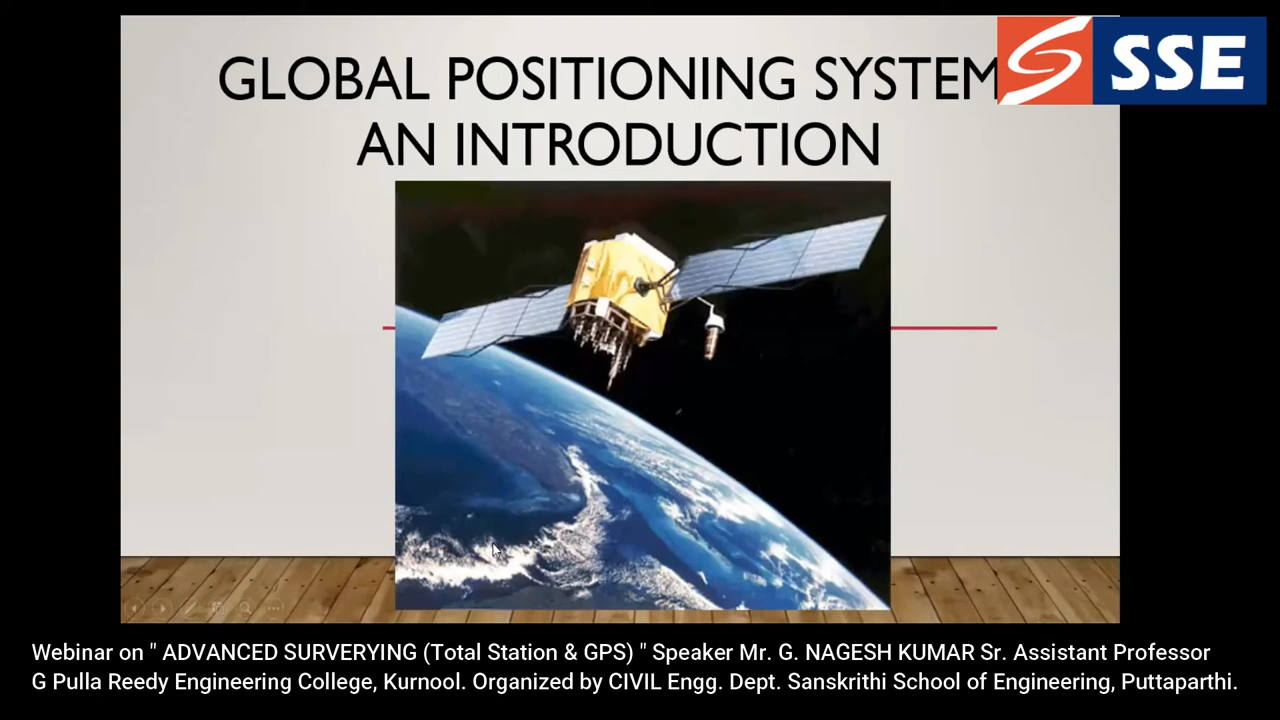 GLOBAL POSITIONING SYSTEM
AN INTRODUCTION
SSE
Webinar on " ADVANCED SURVERYING (Total Station & GPS) " Speaker Mr. G. NAGESH KUMAR Sr. Assistant Professor
G Pulla Reedy Engineering College, Kurnool. Organized by CIVIL Engg. Dept. Sanskrithi School of Engineering, Puttaparthi.